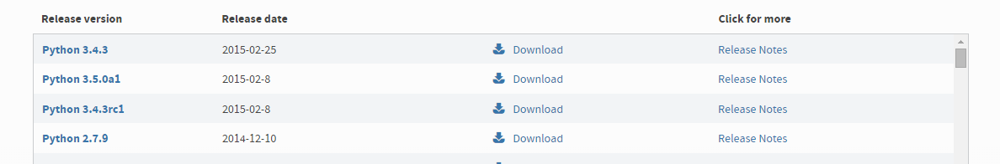 Release version Release date Click for more
Python 3.4.3 2015-02-25 Download Release Notes
Python 3.5.0a1 2015-02-8 Download Release Notes
Python 3.4.3rc1 2015-02-8 Download Release Notes
Python 2.7.9 2014-12-10 Download Release Notes